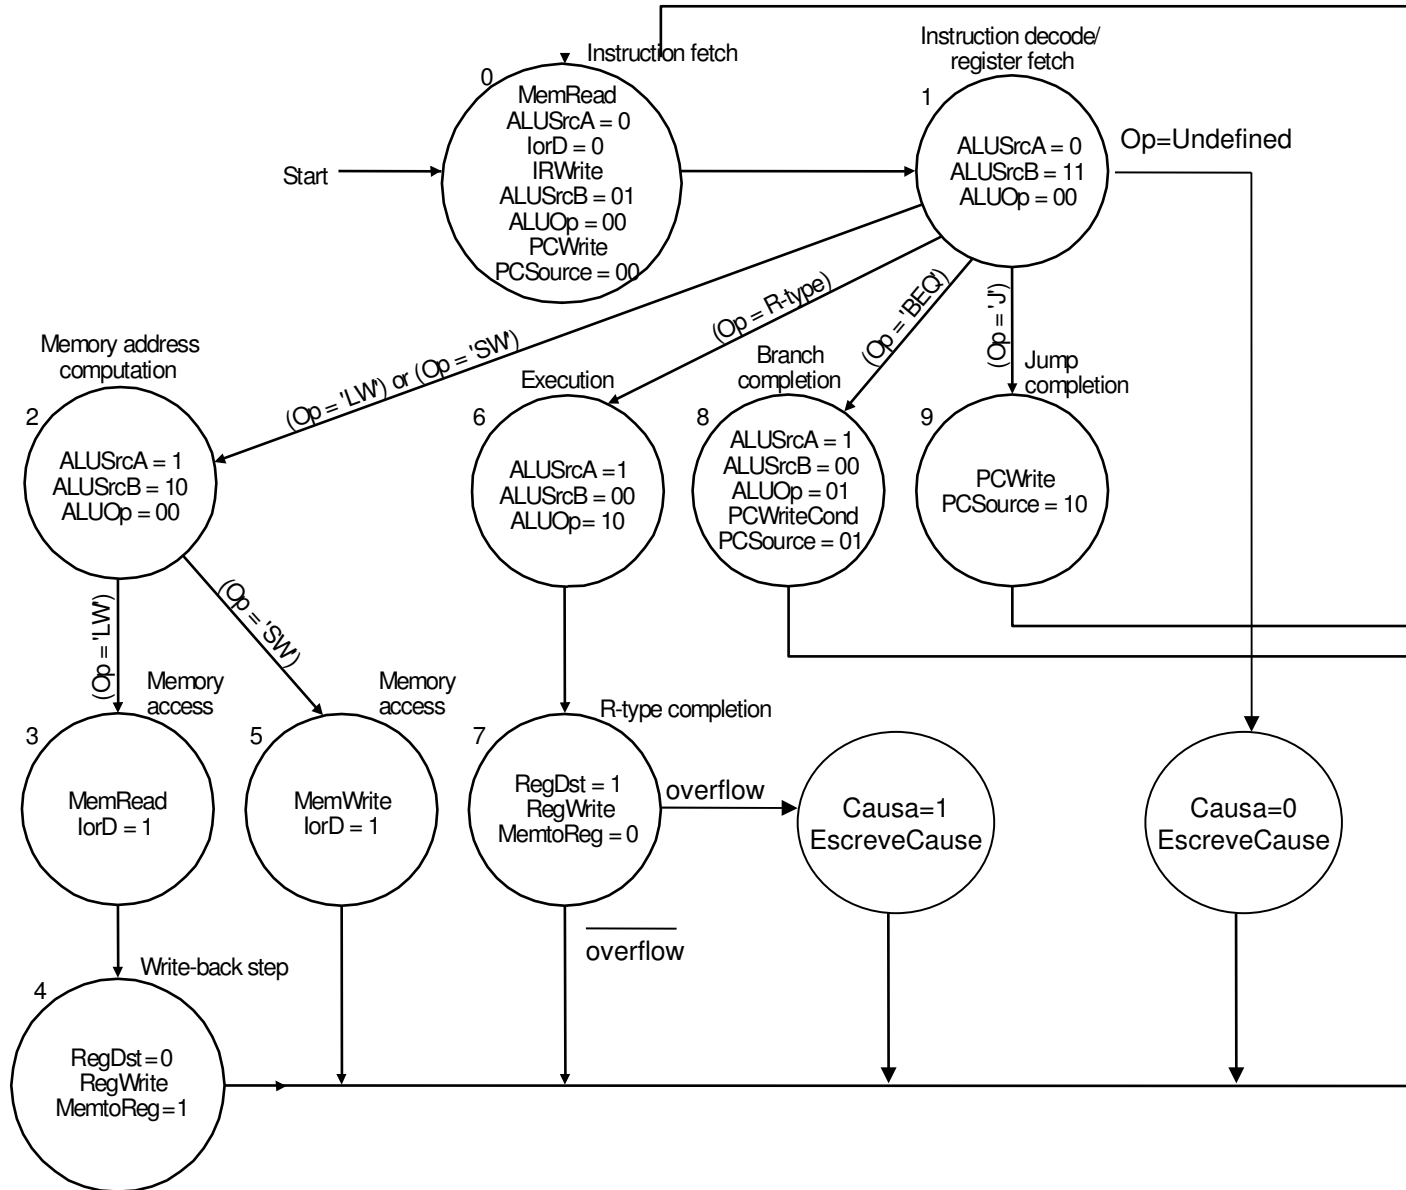 Instruction fetch
0
MemRead
ALUSrcA = 0
IorD = 0
IRWrite
ALUSrcB = 01
ALUOp = 00
PCWrite
PCSource = 00
Start
Instruction decode/
register fetch
1
ALUSrcA = 0
ALUSrcB = 11
ALUOp = 00
Op=Undefined
(Op = 'LW') or (Op = 'SW')
(Op = R-type)
(Op = 'BEQ')
(Op = 'J')
Memory address
computation
2
ALUSrcA = 1
ALUSrcB = 10
ALUOp = 00
Execution
6
ALUSrcA =1
ALUSrcB = 00
ALUOp= 10
Branch
completion
8
ALUSrcA = 1
ALUSrcB = 00
ALUOp = 01
PCWriteCond
PCSource = 01
Jump
completion
9
PCWrite
PCSource = 10
(Op = 'LW')
(Op = 'SW')
Memory
access
3
MemRead
IorD = 1
Memory
access
5
MemWrite
IorD = 1
R-type completion
7
RegDst = 1
RegWrite
MemtoReg = 0
overflow
overflow
Causa=1
EscreveCause
Causa=0
EscreveCause
Write-back step
4
RegDst=0
RegWrite
MemtoReg=1